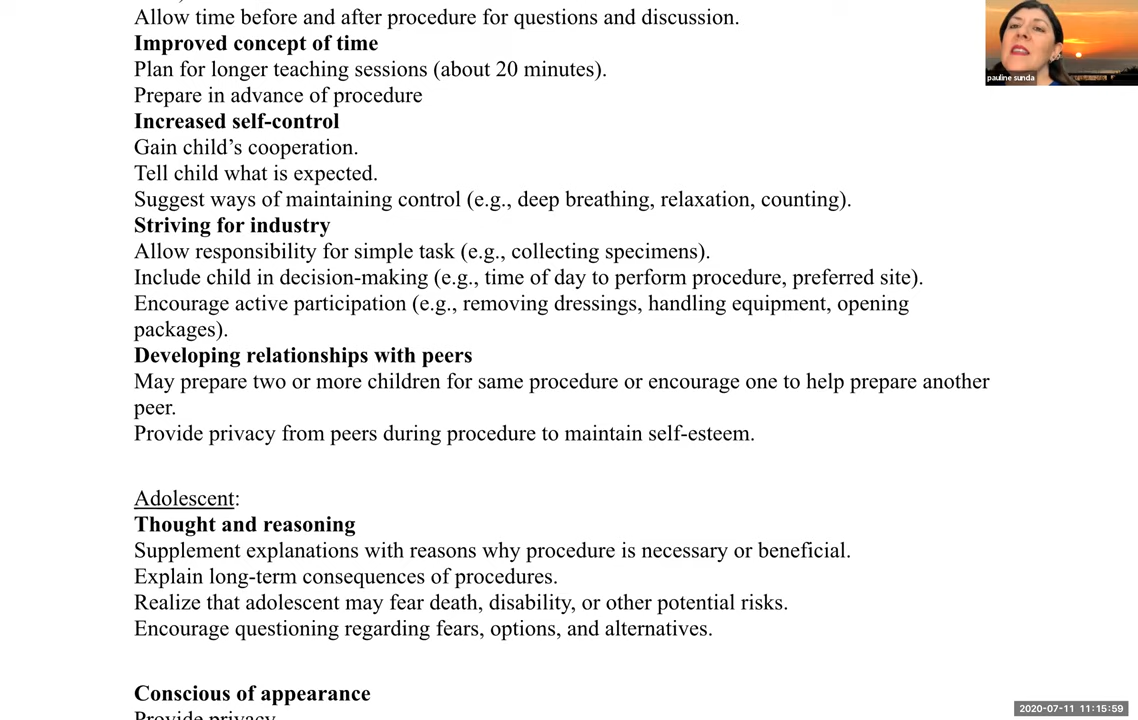 Allow time before and after procedure for questions and discussion.
Improved concept of time
Plan for longer teaching sessions (about 20 minutes).
Prepare in advance of procedure
Increased self-control
Gain child’s cooperation.
Tell child what is expected.
Suggest ways of maintaining control (e.g., deep breathing, relaxation, counting).
Striving for industry
Allow responsibility for simple task (e.g., collecting specimens).
Include child in decision-making (e.g., time of day to perform procedure, preferred site).
Encourage active participation (e.g., removing dressings, handling equipment, opening
packages).
Developing relationships with peers
May prepare two or more children for same procedure or encourage one to help prepare another
peer.
Provide privacy from peers during procedure to maintain self-esteem.
Adolescent:
Thought and reasoning
Supplement explanations with reasons why procedure is necessary or beneficial.
Explain long-term consequences of procedures.
Realize that adolescent may fear death, disability, or other potential risks.
Encourage questioning regarding fears, options, and alternatives.
Conscious of appearance
Provide privacy
pauline sunda
2020-07-11 11:15:59